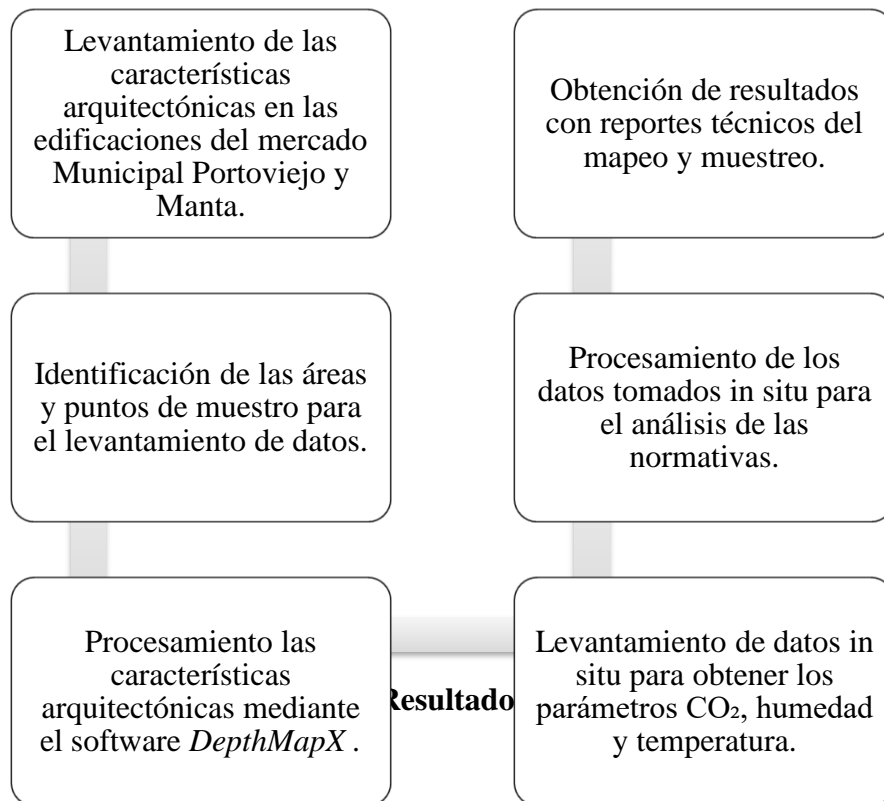 Levantamiento de las
características
arquitectónicas en las
edificaciones del mercado
Municipal Portoviejo y
Manta.
Identificación de las áreas
y puntos de muestro para
el levantamiento de datos.
Procesamiento las
características
arquitectónicas mediante
el software DepthMapX .
Resultado
Levantamiento de datos in
situ para obtener los
parámetros CO₂, humedad
y temperatura.
Procesamiento de los
datos tomados in situ para
el análisis de las
normativas.
Obtención de resultados
con reportes técnicos del
mapeo y muestreo.